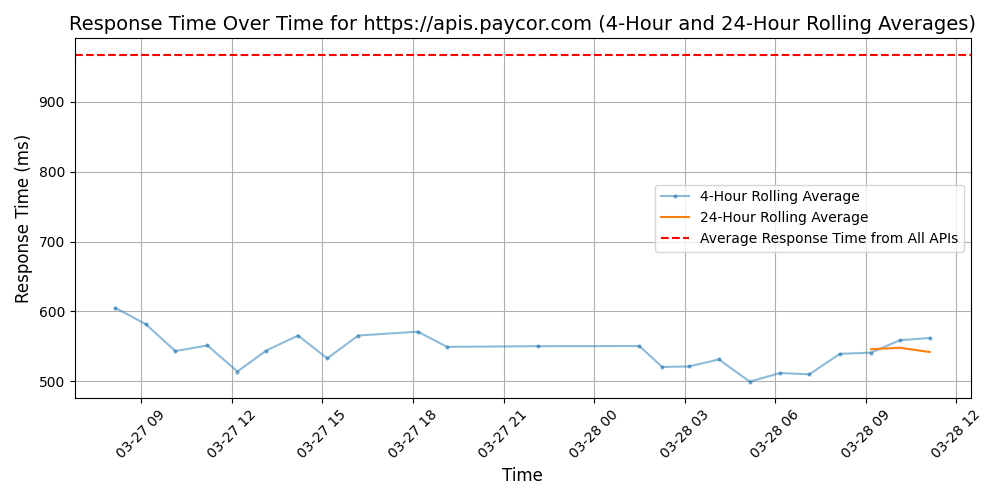 Response Time Over Time for https://apis.paycor.com (4-Hour and 24-Hour Rolling Averages)
Response Time (ms)
900
800
700
600
500
4-Hour Rolling Average
24-Hour Rolling Average
Average Response Time from All APIs
03-27 09
03-27 12
03-27 15
03-27 18
03-27 21
03-28 00
03-28 03
03-28 06
03-28 09
03-28 12
Time